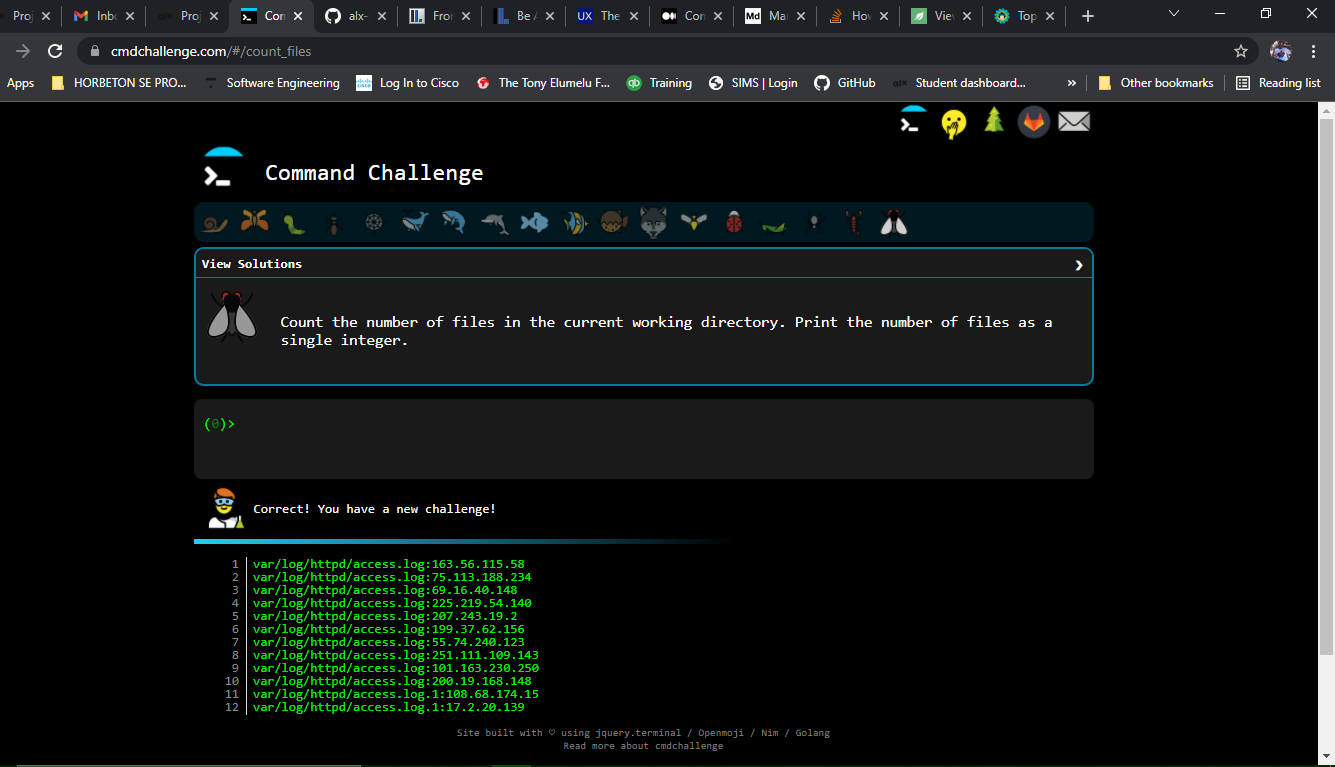 Proj
Inbo
Proj
Con
alx-
Fron
Be A
UX The
Con
Md Mar
How
View
Top
cmdchallenge.com/#/count_files
Apps
HORBETON SE PRO...
Software Engineering
Log In to Cisco
The Tony Elumelu F...
qb Training
SIMS | Login
GitHub
Student dashboard...
»
Other bookmarks
Reading list
Command Challenge
View Solutions
Count the number of files in the current working directory. Print the number of files as a
single integer.
(0)>
Correct! You have a new challenge!
1 var/log/httpd/access.log:163.56.115.58
2 var/log/httpd/access.log:75.113.188.234
3 var/log/httpd/access.log:69.16.40.148
4 var/log/httpd/access.log:225.219.54.140
5 var/log/httpd/access.log:207.243.19.2
6 var/log/httpd/access.log:199.37.62.156
7 var/log/httpd/access.log:55.74.240.123
8 var/log/httpd/access.log:251.111.109.143
9 var/log/httpd/access.log:101.163.230.250
10 var/log/httpd/access.log:200.19.168.148
11 var/log/httpd/access.log.1:108.68.174.15
12 var/log/httpd/access.log.1:17.2.20.139
Site built with ♡ using jquery.terminal / Openmoji / Nim / Golang
Read more about cmdchallenge